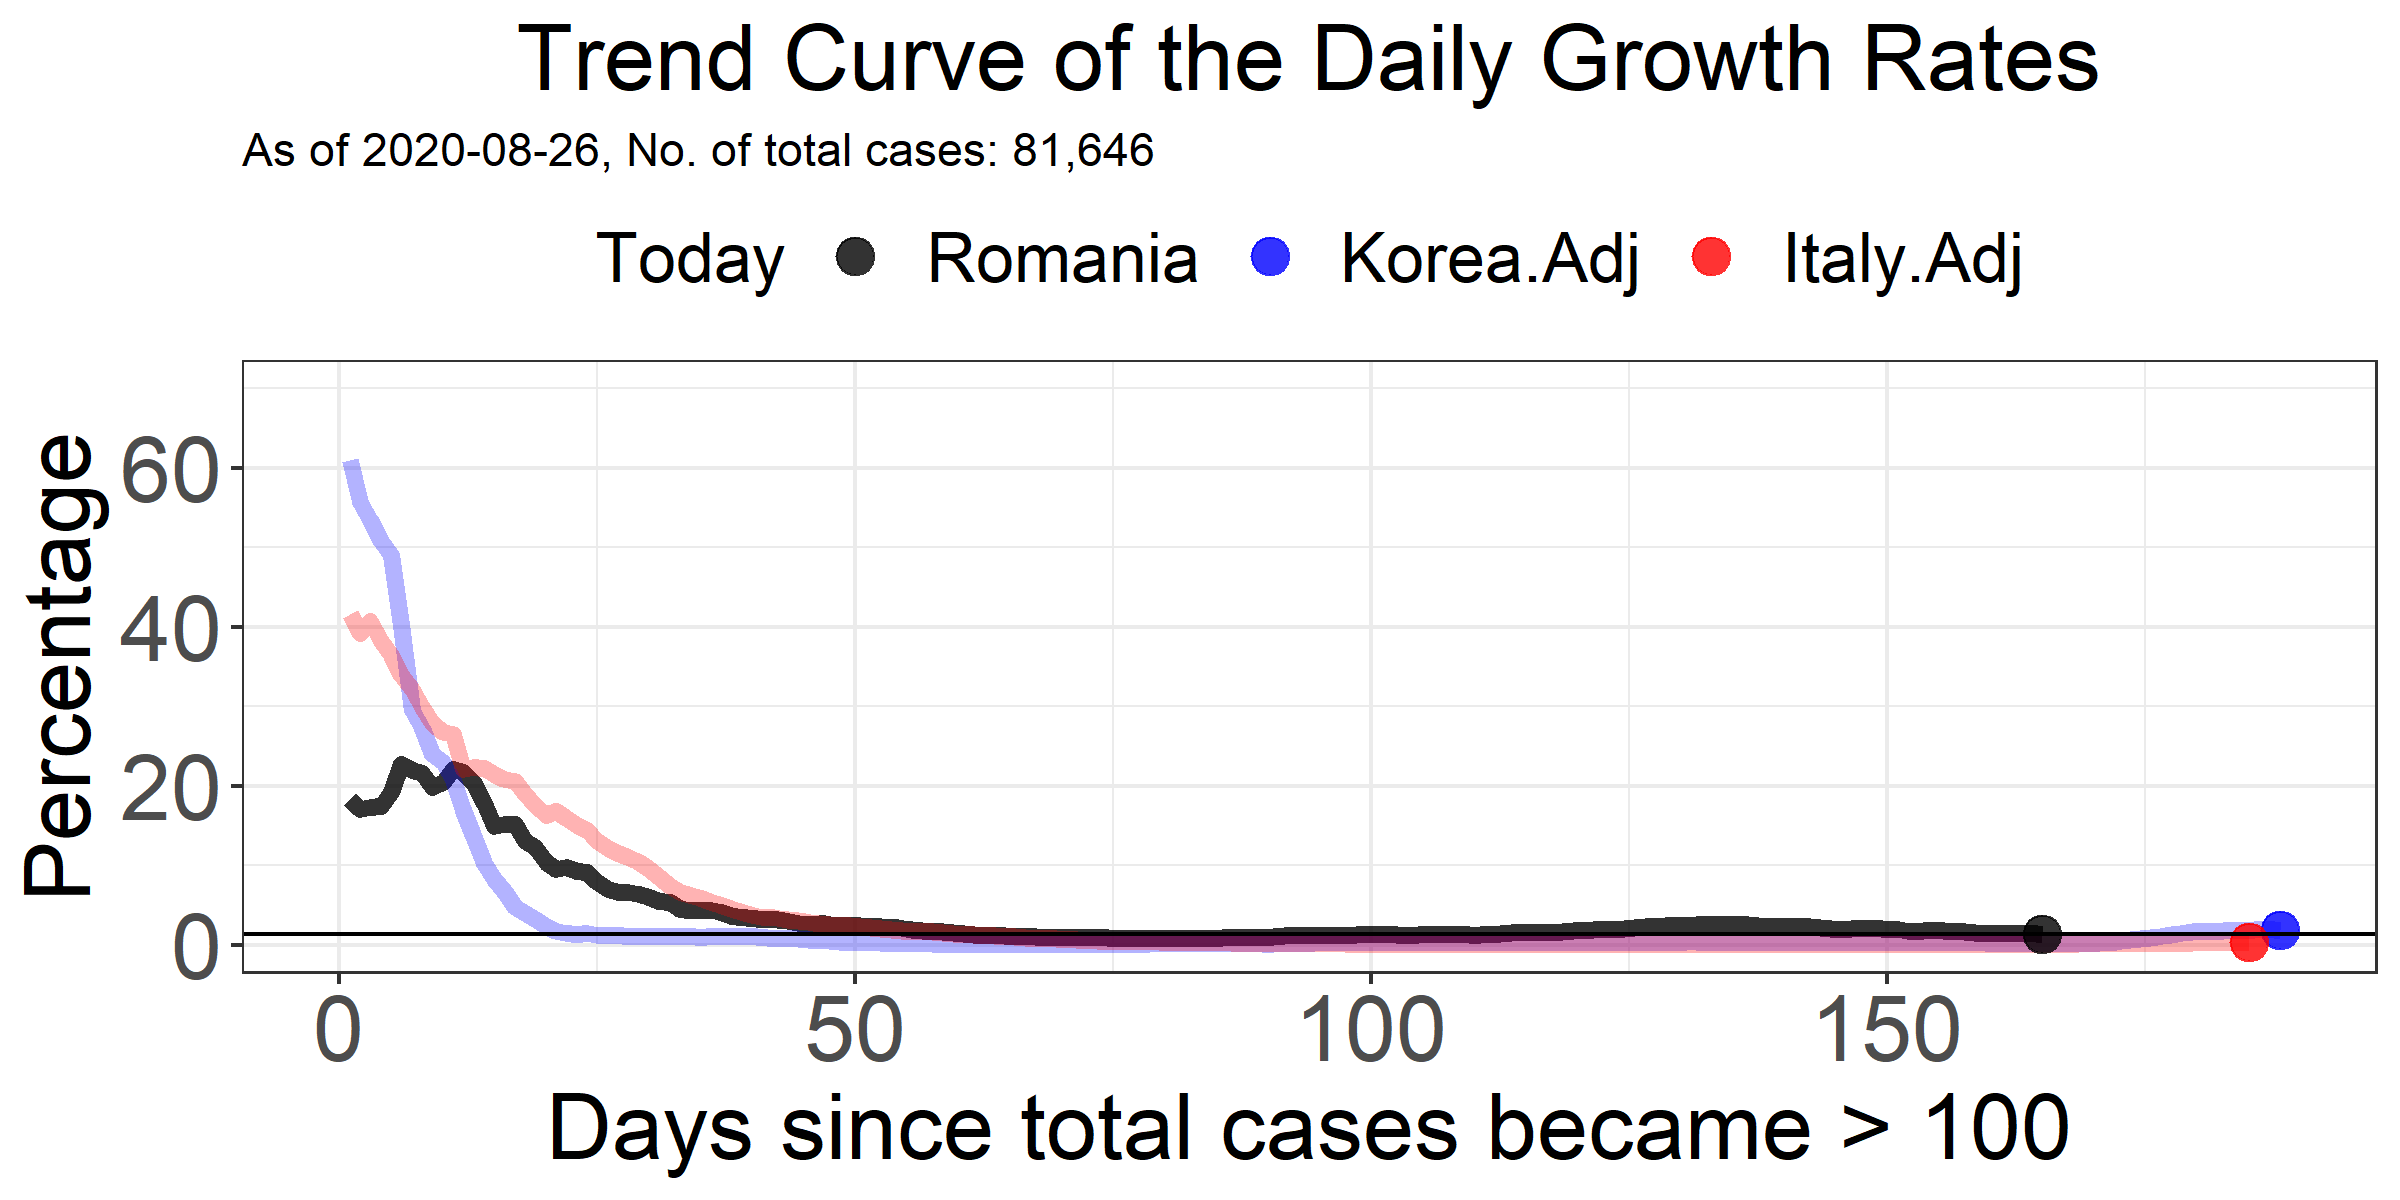 Trend Curve of the Daily Growth Rates
As of 2020-08-26, No. of total cases: 81,646
Today Romania Korea.Adj Italy.Adj
Percentage
60
40
20
0
0 50 100 150
Days since total cases became > 100